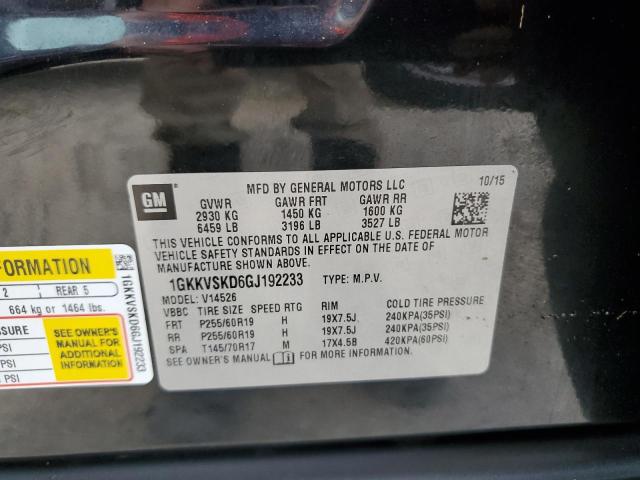 GM
MFD BY GENERAL MOTORS LLC
10/15
GVWR GAWR FRT GAWR RR
2930 KG 1450 KG 1600 KG
6459 LB 3196 LB 3527 LB
THIS VEHICLE CONFORMS TO ALL APPLICABLE U.S. FEDERAL MOTOR
VEHICLE SAFETY STANDARDS IN EFFECT ON THE DATE OF
MANUFACTURE SHOWN ABOVE.
1GKKVSKD6GJ192233 TYPE: M.P.V.
MODEL: V14526
VBBC TIRE SIZE SPEED RTG RIM COLD TIRE PRESSURE
FRT P255/60R19 H 19X7.5J 240KPA(35PSI)
RR P255/60R19 H 19X7.5J 240KPA(35PSI)
SPA T145/70R17 M 17X4.5B 420KPA(60PSI)
SEE OWNER'S MANUAL FOR MORE INFORMATION.
FORMATION
2 REAR 5
664 kg or 1464 lbs.
SSURE
PSI
PSI
PSI
SEE OWNER'S
MANUAL FOR
ADDITIONAL
INFORMATION
1GKKVSKD6GJ192233